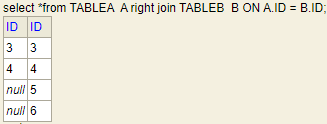 select *from TABLEA  A right join TABLEB  B ON A.ID = B.ID;
ID ID
3 3
4 4
null 5
null 6